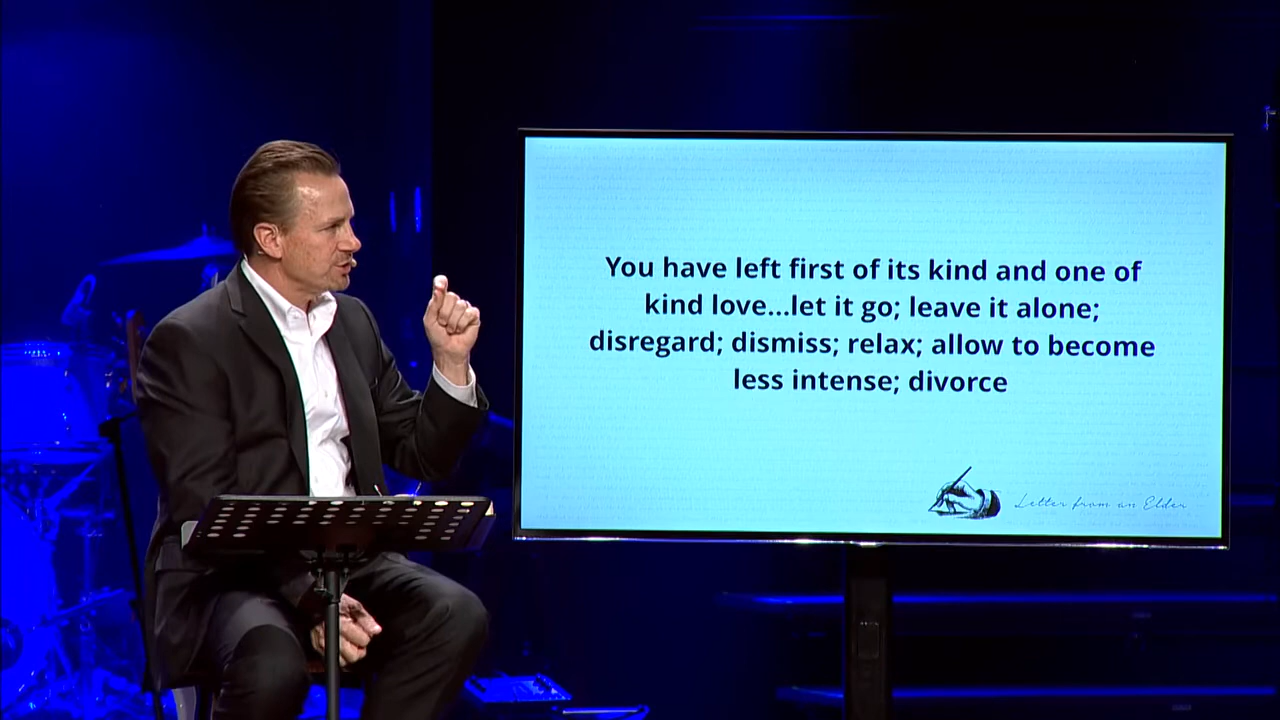 You have left first of its kind and one of
kind love...let it go; leave it alone;
disregard; dismiss; relax; allow to become
less intense; divorce
Letter from an Elder